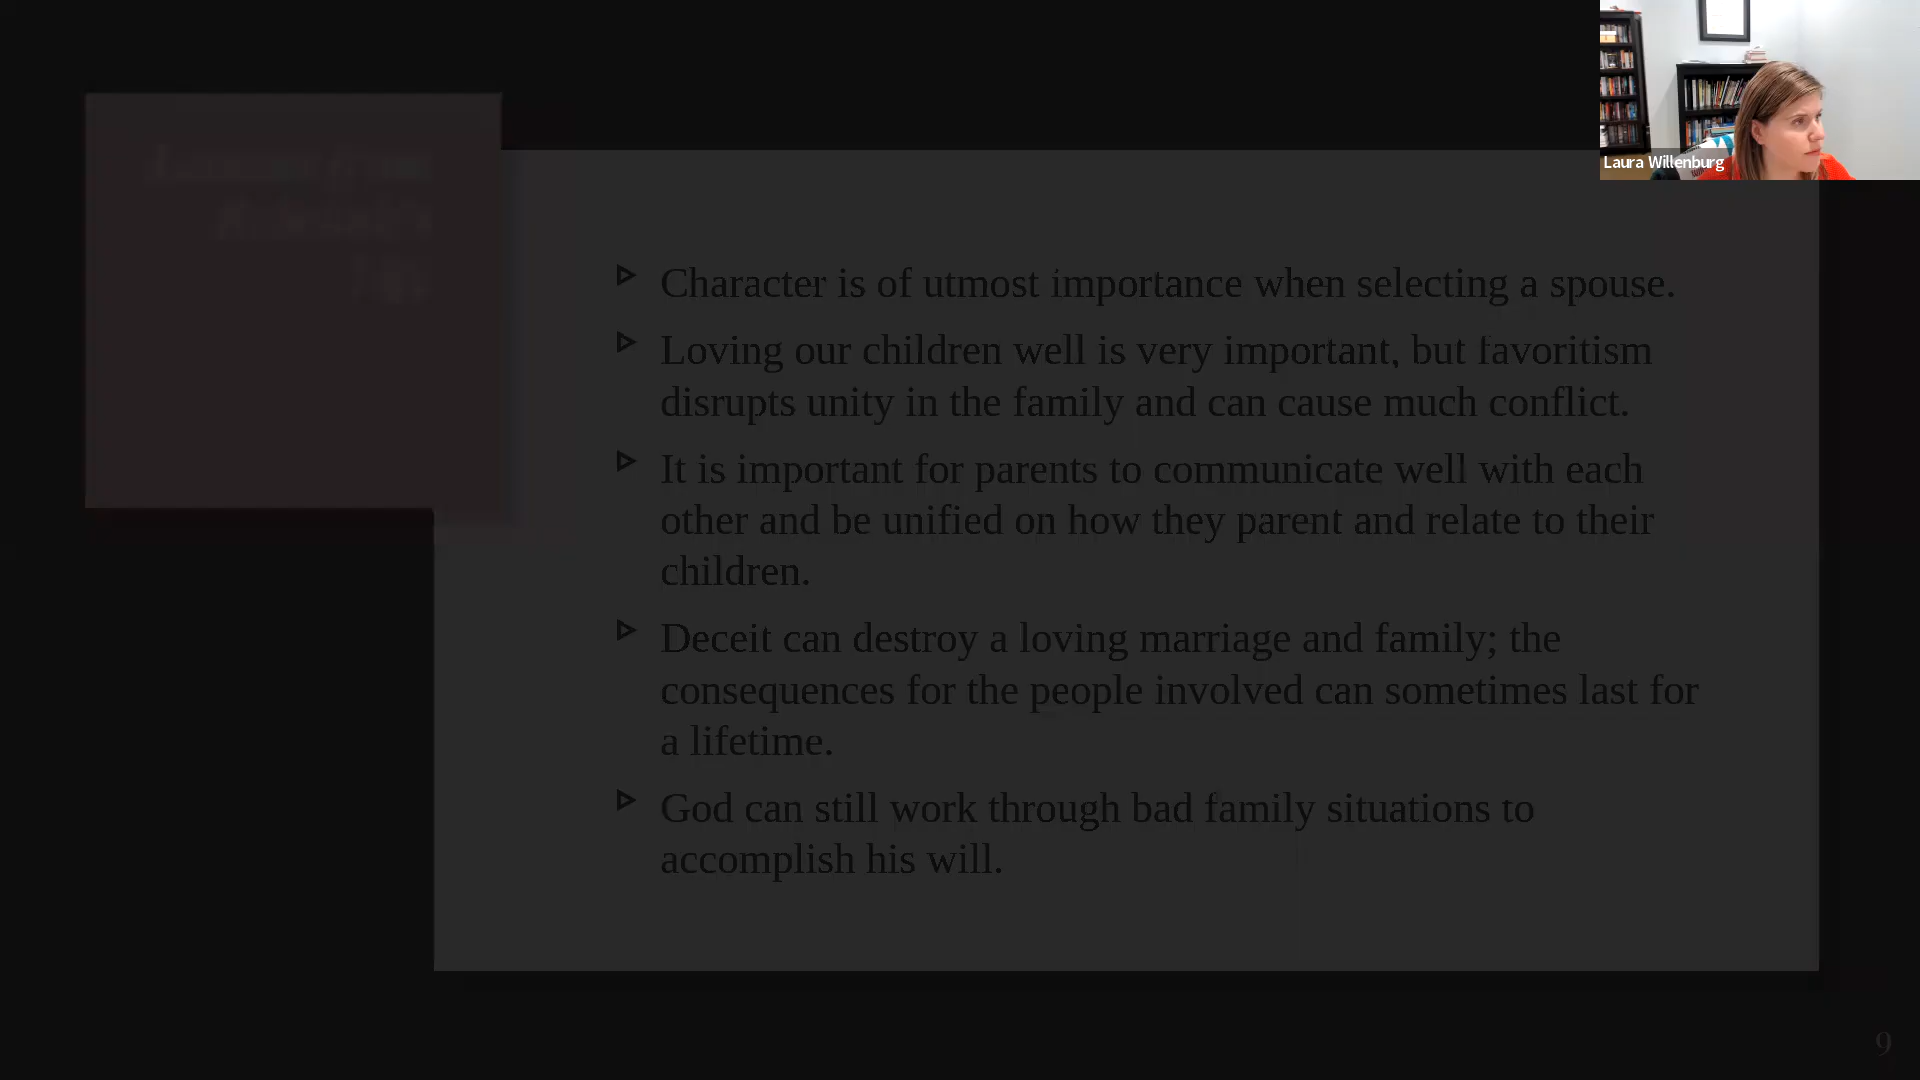 Laura Willenburg
Character is of utmost importance when selecting a spouse.
Loving our children well is very important, but favoritism
disrupts unity in the family and can cause much conflict.
It is important for parents to communicate well with each
other and be unified on how they parent and relate to their
children.
Deceit can destroy a loving marriage and family; the
consequences for the people involved can sometimes last for
a lifetime.
God can still work through bad family situations to
accomplish his will.
9